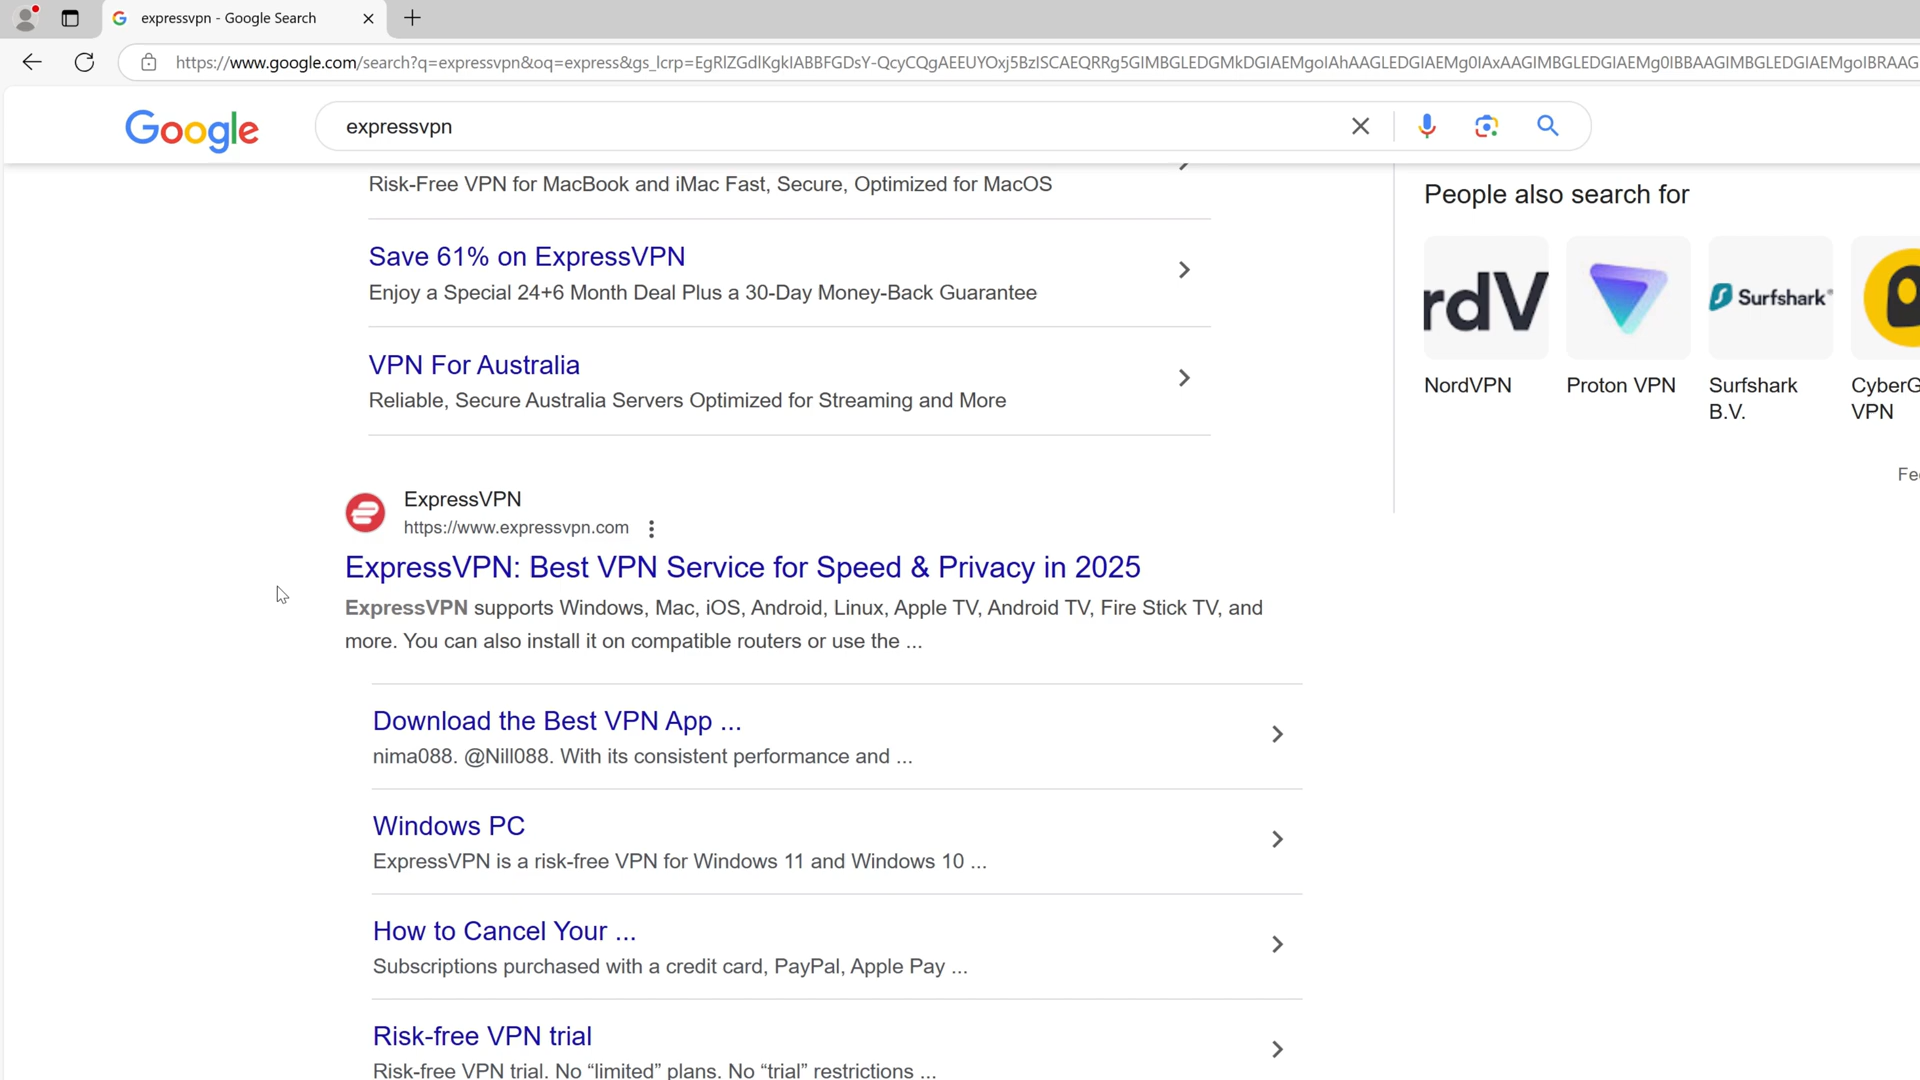 expressvpn - Google Search
https://www.google.com/search?q=expressvpn&oq=express&gs_lcrp=EgRlZGdlKgkIABBFGDsY-QcyCQgAEEUYOxj5BzISCAEQRRg5GIMBGLEDGMkDGIAEMgoIAhAAGLEDGIAEMg0IAxAAGIMBGLEDGIAEMg0IBBAAGIMBGLEDGIAEMgoIBRAAG
Google
expressvpn
Risk-Free VPN for MacBook and iMac Fast, Secure, Optimized for MacOS
Save 61% on ExpressVPN
Enjoy a Special 24+6 Month Deal Plus a 30-Day Money-Back Guarantee
VPN For Australia
Reliable, Secure Australia Servers Optimized for Streaming and More
ExpressVPN
https://www.expressvpn.com
ExpressVPN: Best VPN Service for Speed & Privacy in 2025
ExpressVPN supports Windows, Mac, iOS, Android, Linux, Apple TV, Android TV, Fire Stick TV, and
more. You can also install it on compatible routers or use the ...
Download the Best VPN App ...
nima088. @Nill088. With its consistent performance and ...
Windows PC
ExpressVPN is a risk-free VPN for Windows 11 and Windows 10 ...
How to Cancel Your ...
Subscriptions purchased with a credit card, PayPal, Apple Pay ...
Risk-free VPN trial
Risk-free VPN trial. No “limited” plans. No “trial” restrictions ...
People also search for
rdV
Surfshark®
NordVPN
Proton VPN
Surfshark
B.V.
CyberG
VPN
Fe